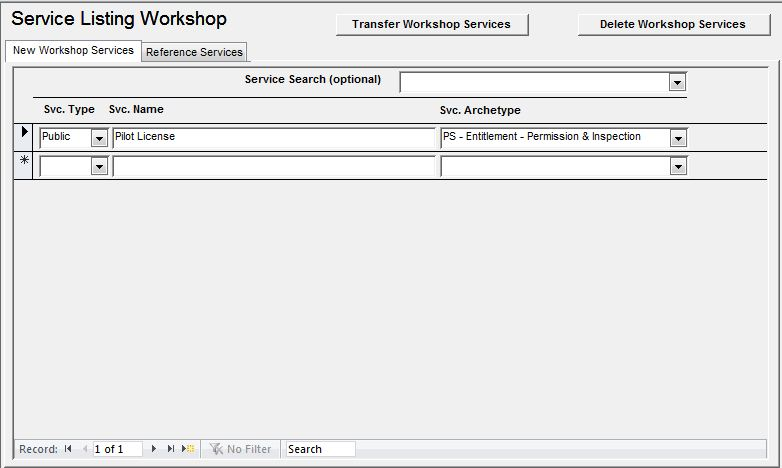 Service Listing Workshop
Transfer Workshop Services
Delete Workshop Services
New Workshop Services
Reference Services
Service Search (optional)
Svc. Type Svc. Name Svc. Archetype
Public Pilot License PS - Entitlement - Permission & Inspection
Record: 1 of 1 No Filter Search